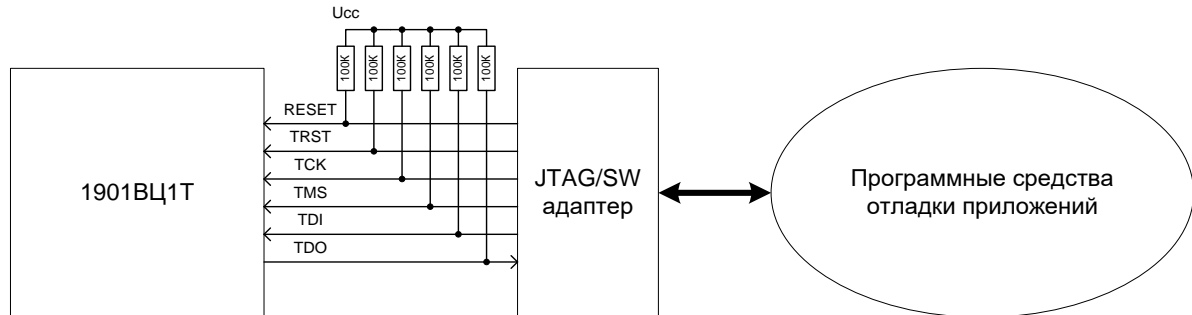 Ucc
100K
100K
100K
100K
100K
100K
RESET
TRST
TCK
TMS
TDI
TDO
1901ВЦ1Т
JTAG/SW
адаптер
Программные средства
отладки приложений